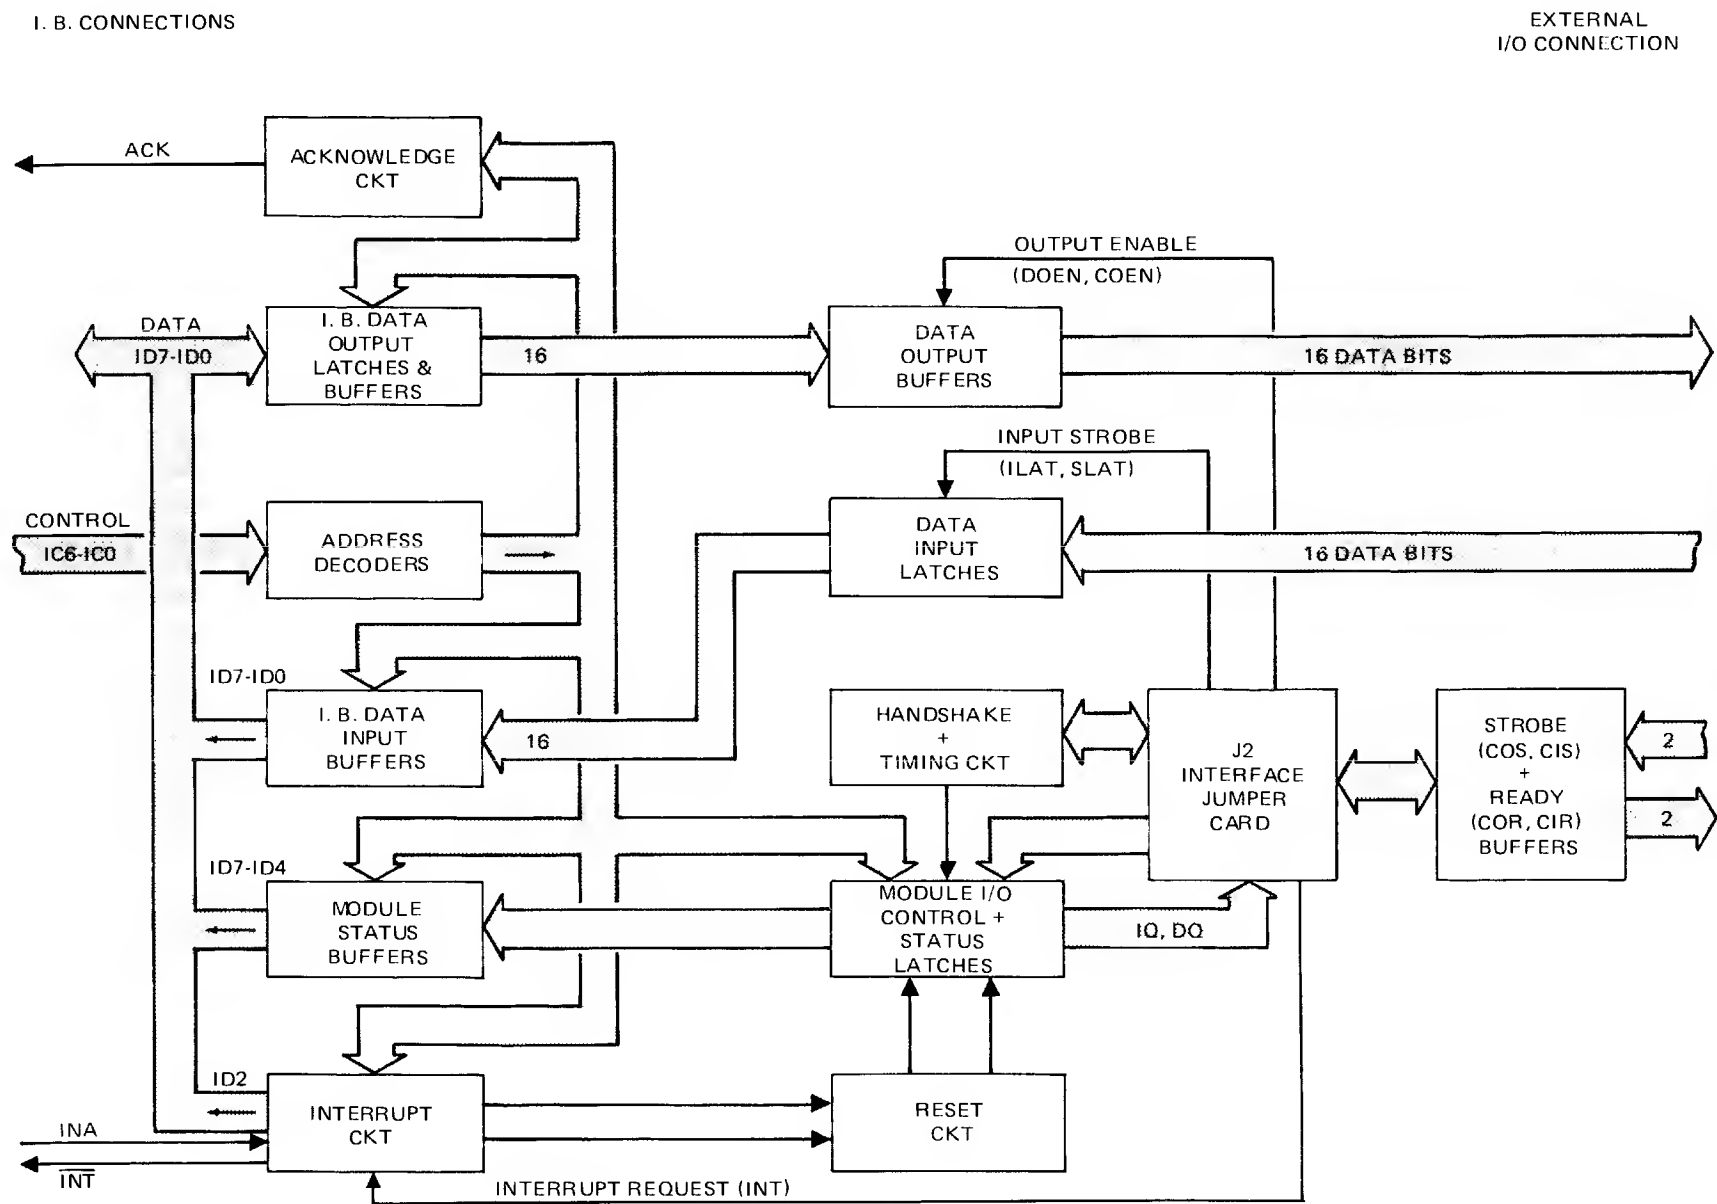 I. B. CONNECTIONS
EXTERNAL
I/O CONNECTION
ACK
ACKNOWLEDGE
CKT
OUTPUT ENABLE
(DOEN, COEN)
DATA
ID7-ID0
I. B. DATA
OUTPUT
LATCHES &
BUFFERS
16
DATA
OUTPUT
BUFFERS
16 DATA BITS
INPUT STROBE
(ILAT, SLAT)
CONTROL
IC6-IC0
ADDRESS
DECODERS
DATA
INPUT
LATCHES
16 DATA BITS
ID7-ID0
I. B. DATA
INPUT
BUFFERS
16
HANDSHAKE
+
TIMING CKT
J2
INTERFACE
JUMPER
CARD
STROBE
(COS, CIS)
+
READY
(COR, CIR)
BUFFERS
2
2
ID7-ID4
MODULE
STATUS
BUFFERS
MODULE I/O
CONTROL +
STATUS
LATCHES
IQ, DQ
ID2
INTERRUPT
CKT
RESET
CKT
INA
INT
INTERRUPT REQUEST (INT)